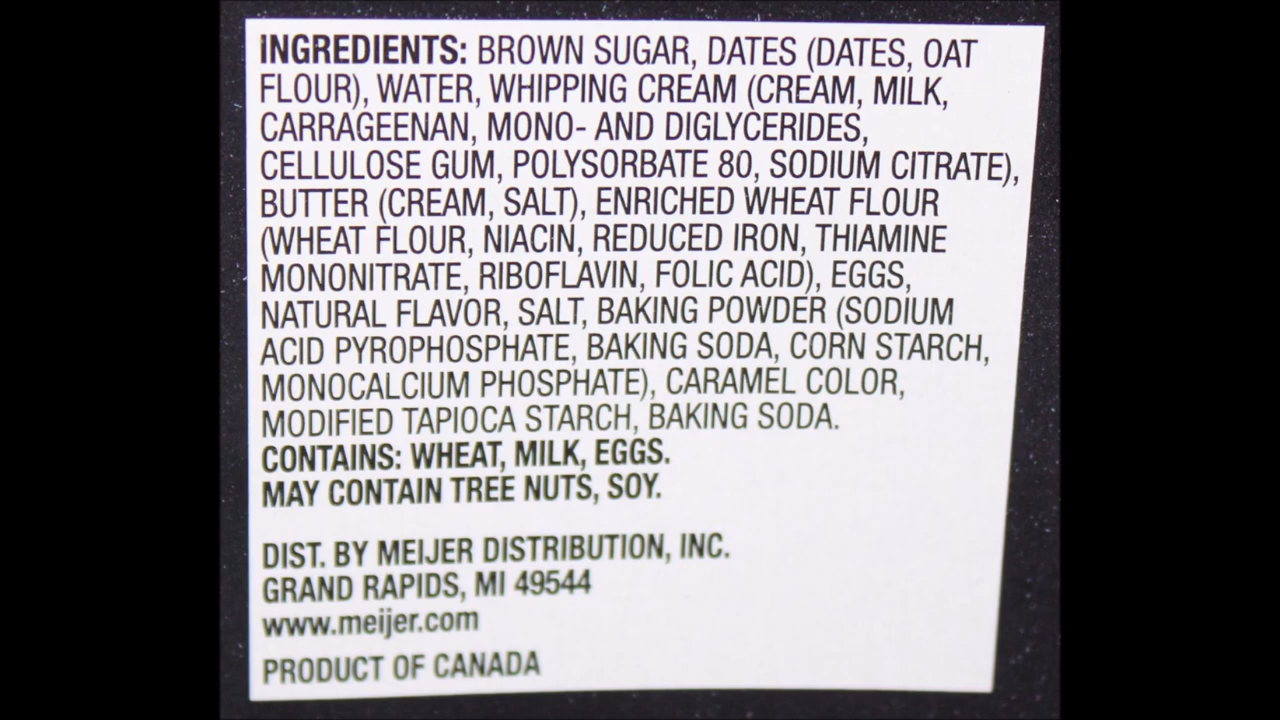 INGREDIENTS: BROWN SUGAR, DATES (DATES, OAT
FLOUR), WATER, WHIPPING CREAM (CREAM, MILK,
CARRAGEENAN, MONO- AND DIGLYCERIDES,
CELLULOSE GUM, POLYSORBATE 80, SODIUM CITRATE),
BUTTER (CREAM, SALT), ENRICHED WHEAT FLOUR
(WHEAT FLOUR, NIACIN, REDUCED IRON, THIAMINE
MONONITRATE, RIBOFLAVIN, FOLIC ACID), EGGS,
NATURAL FLAVOR, SALT, BAKING POWDER (SODIUM
ACID PYROPHOSPHATE, BAKING SODA, CORN STARCH,
MONOCALCIUM PHOSPHATE), CARAMEL COLOR,
MODIFIED TAPIOCA STARCH, BAKING SODA.
CONTAINS: WHEAT, MILK, EGGS.
MAY CONTAIN TREE NUTS, SOY.
DIST. BY MEIJER DISTRIBUTION, INC.
GRAND RAPIDS, MI 49544
www.meijer.com
PRODUCT OF CANADA